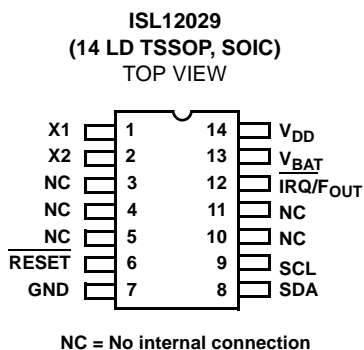 ISL12029
(14 LD TSSOP, SOIC)
TOP VIEW
X1 1 14 VDD
X2 2 13 VBAT
NC 3 12 IRQ/FOUT
NC 4 11 NC
NC 5 10 NC
RESET 6 9 SCL
GND 7 8 SDA
NC = No internal connection